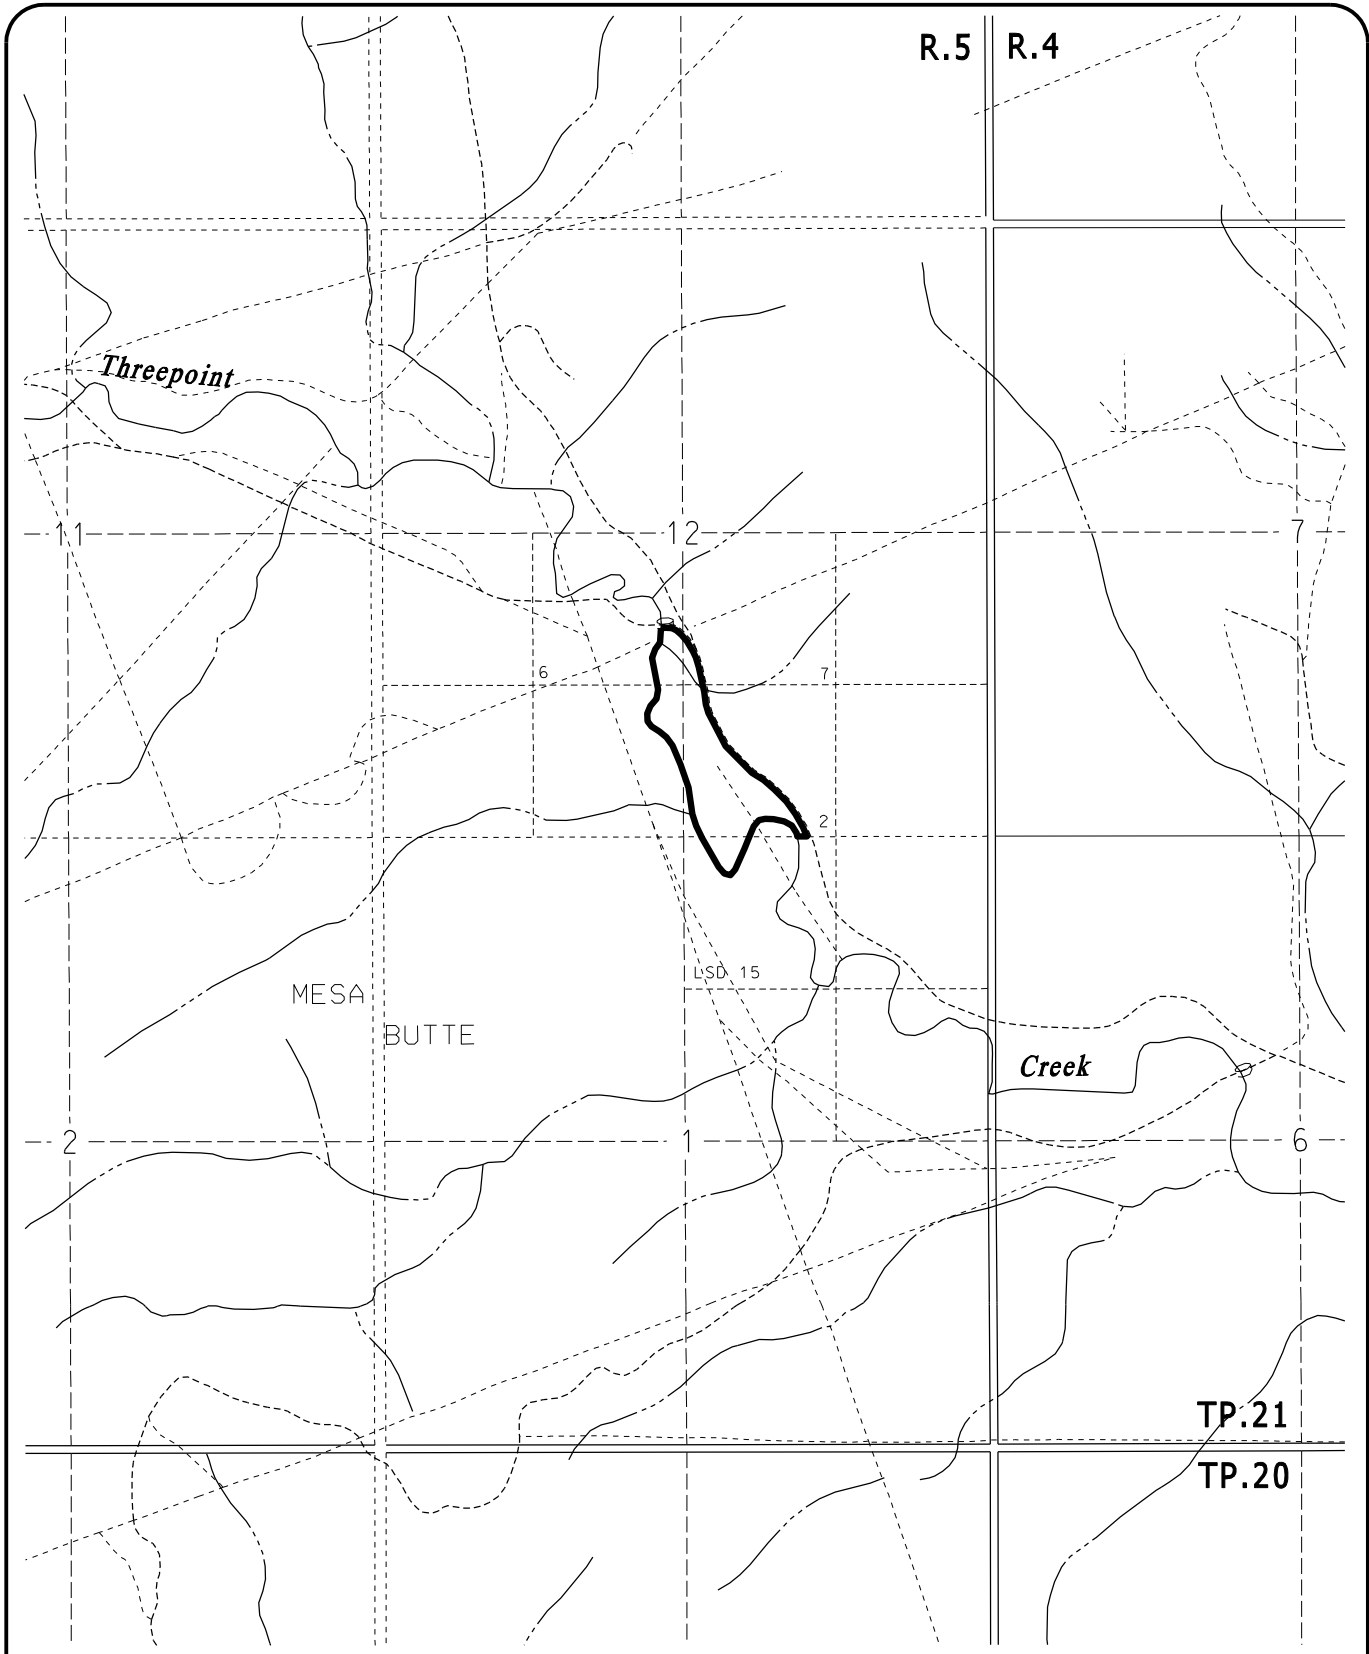 R.5 R.4
Threepoint
11 12 7
6 7
2
LSD 15
MESA
BUTTE
Creek
2 1 6
TP.21
TP.20